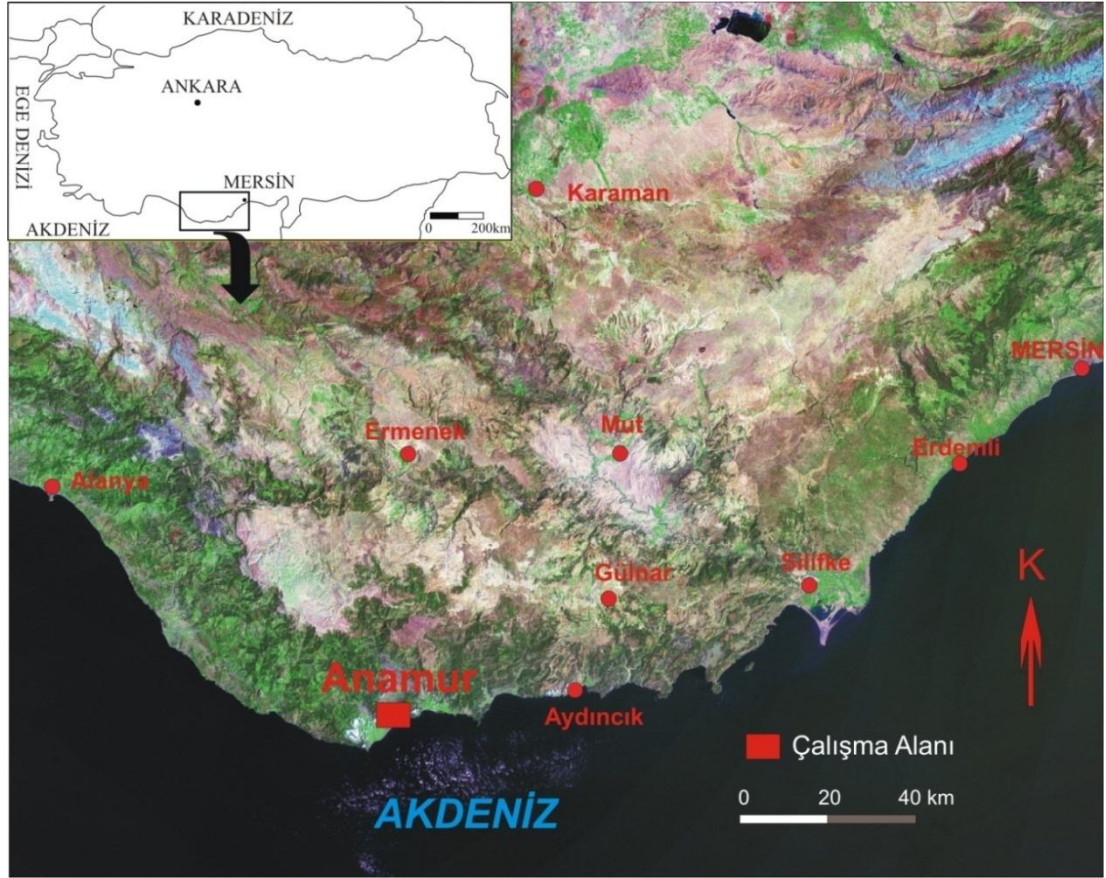 KARADENİZ
ANKARA
EGE DENİZİ
MERSİN
AKDENİZ
0 200km
Karaman
MERSİN
Ermenek
Mut
Erdemli
Alanya
Gülnar
Silifke
K
Anamur
Aydıncık
Çalışma Alanı
0 20 40 km
AKDENİZ